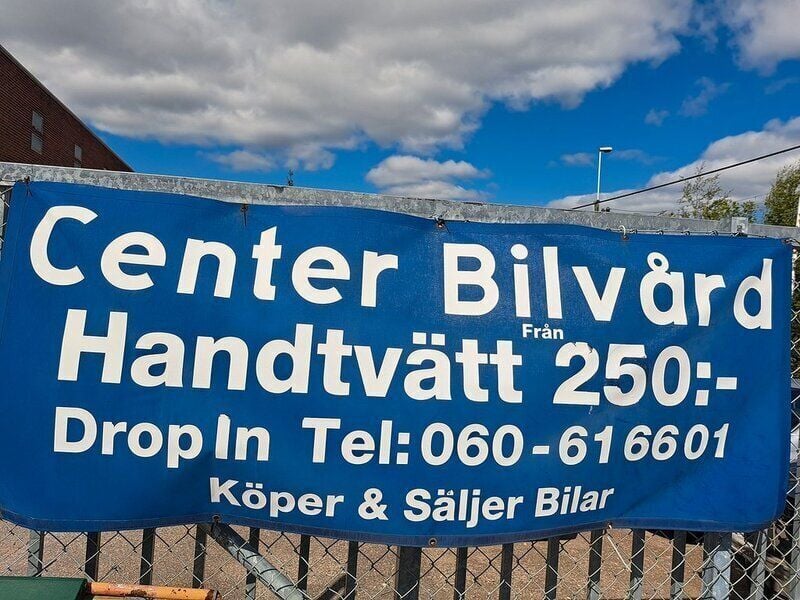 Center Bilvård
Handtvätt Från 250:-
Drop In Tel: 060-616601
Köper & Säljer Bilar